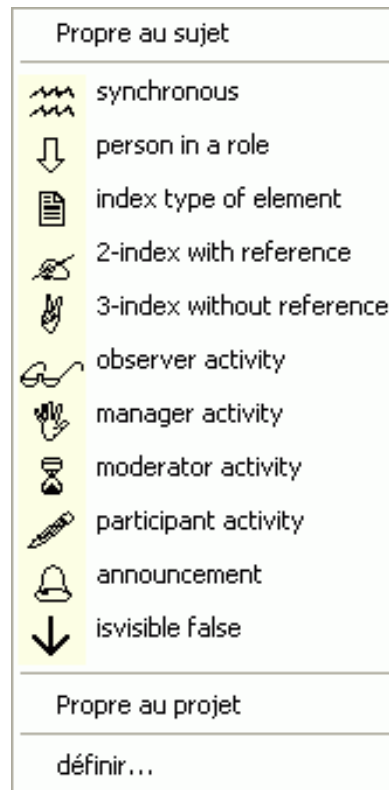 Propre au sujet
synchronous
person in a role
index type of element
2-index with reference
3-index without reference
observer activity
manager activity
moderator activity
participant activity
announcement
isvisible false
Propre au projet
définir...